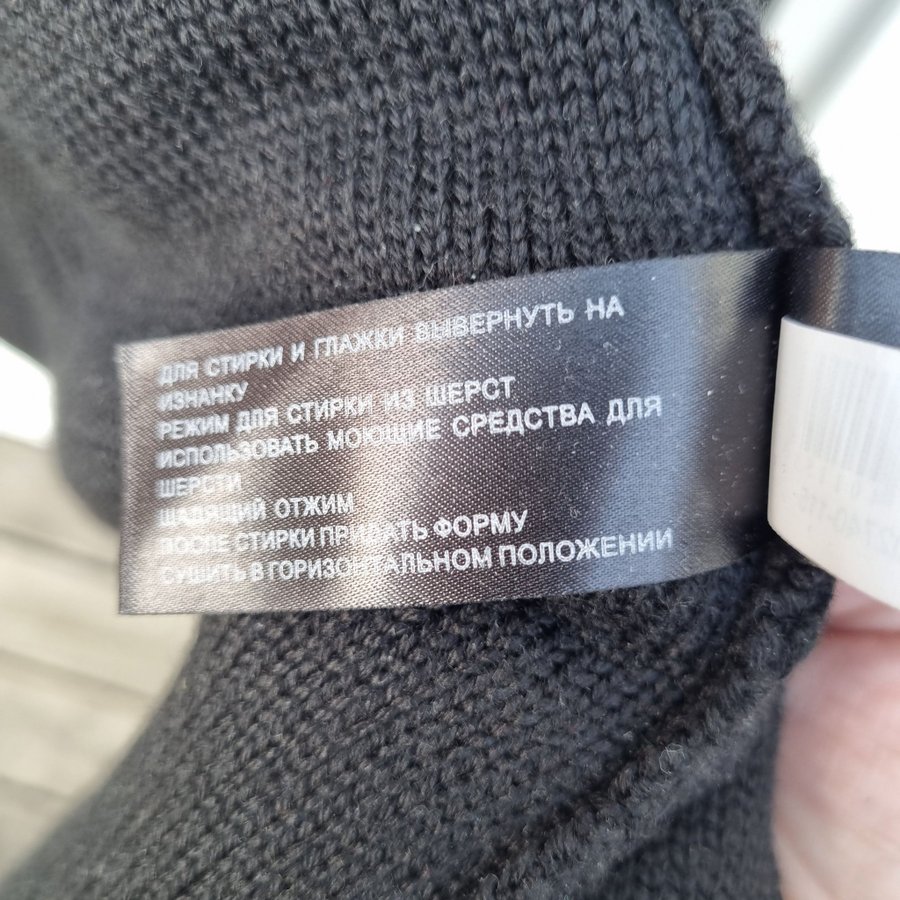 ДЛЯ СТИРКИ И ГЛАЖКИ ВЫВЕРНУТЬ НА
ИЗНАНКУ
РЕЖИМ ДЛЯ СТИРКИ ИЗ ШЕРСТ
ИСПОЛЬЗОВАТЬ МОЮЩИЕ СРЕДСТВА ДЛЯ
ШЕРСТИ
ЩАДЯЩИЙ ОТЖИМ
ПОСЛЕ СТИРКИ ПРИДАТЬ ФОРМУ
СУШИТЬ В ГОРИЗОНТАЛЬНОМ ПОЛОЖЕНИИ